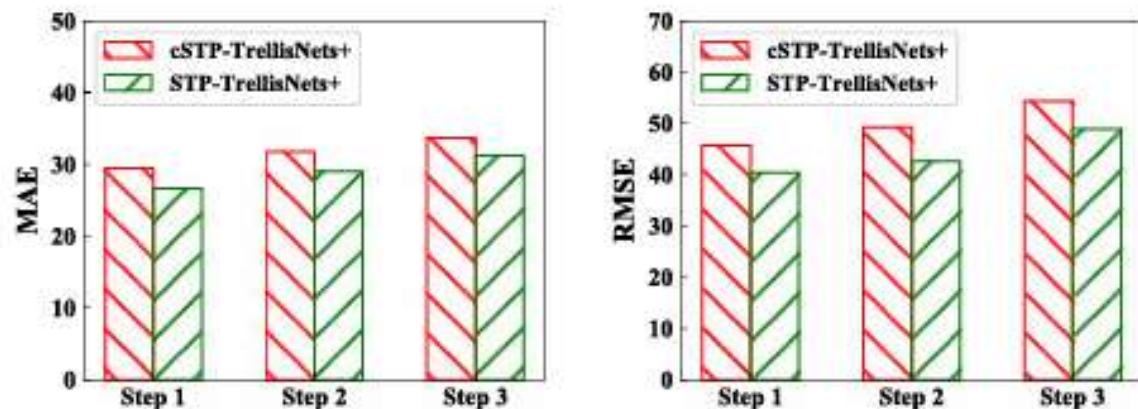 50
40
30
20
10
0
MAE
cSTP-TrellisNets+
STP-TrellisNets+
Step 1 Step 2 Step 3
70
60
50
40
30
20
10
0
RMSE
cSTP-TrellisNets+
STP-TrellisNets+
Step 1 Step 2 Step 3